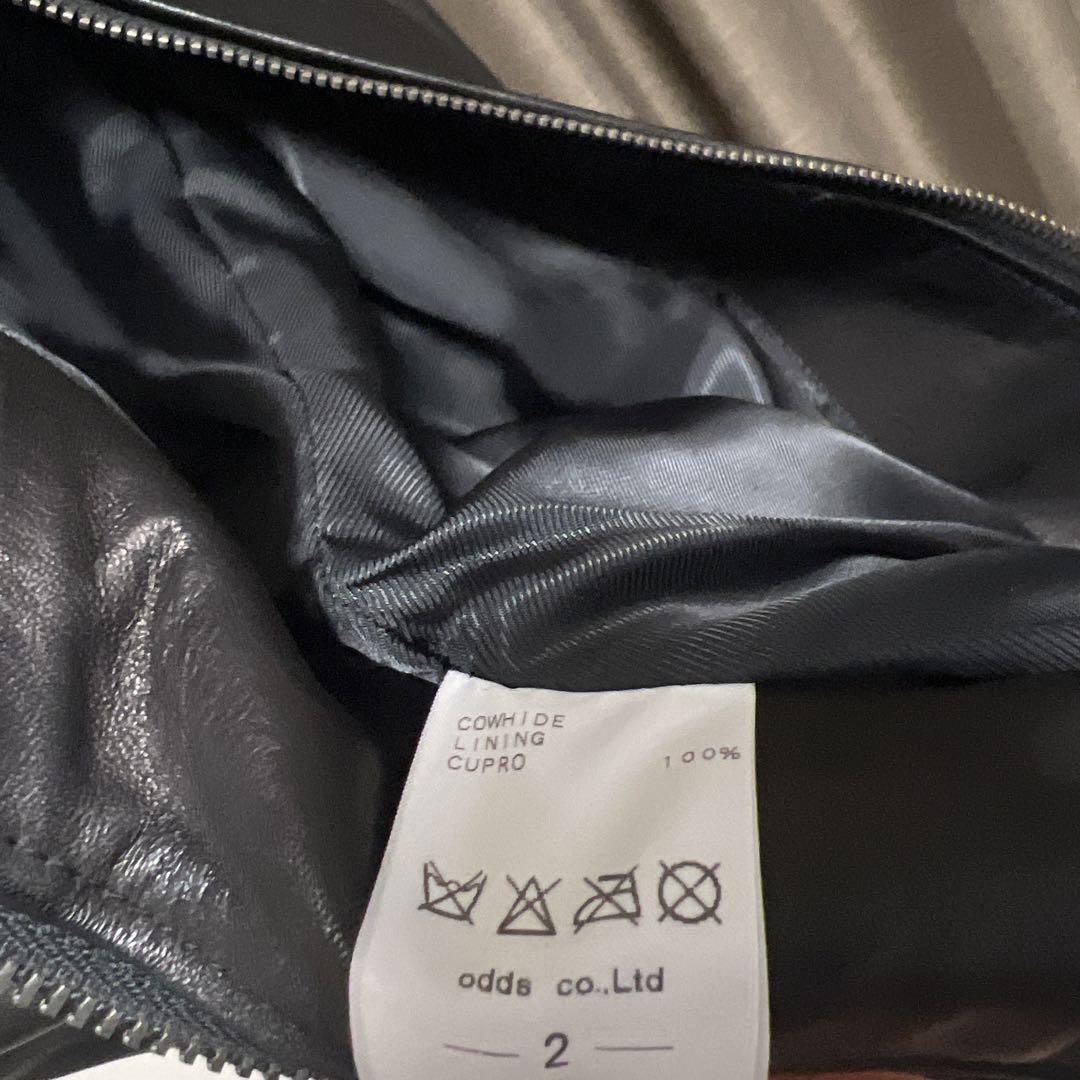 COWHIDE
LINING
CUPRO 100%
odds co.,Ltd
— 2 —